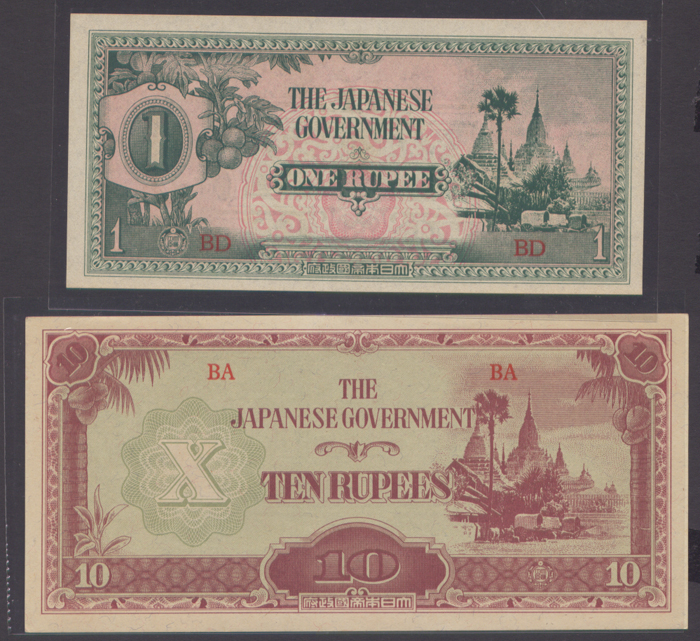 1
THE JAPANESE
GOVERNMENT
ONE RUPEE
1 BD BD 1
府政國帝本日大
10 10
BA BA
THE
JAPANESE GOVERNMENT
X TEN RUPEES
10 10 10
府政國帝本日大